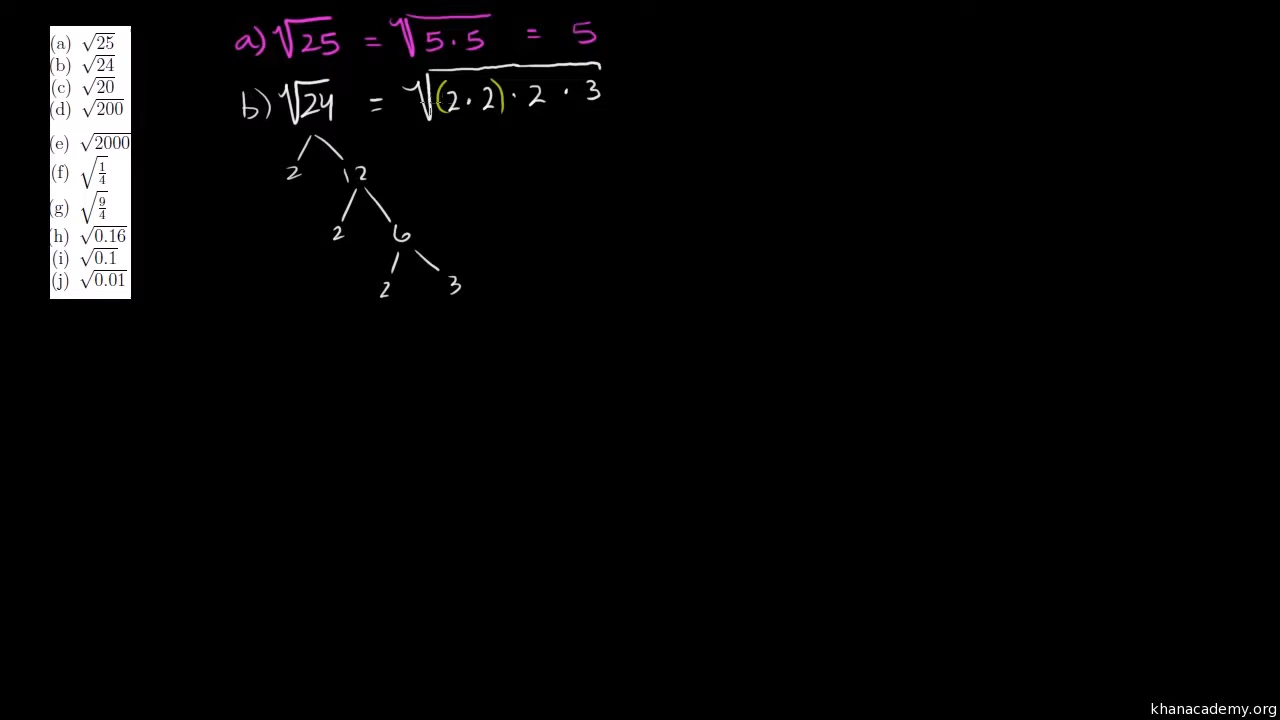 (a) √25
(b) √24
(c) √20
(d) √200
(e) √2000
(f) √(1/4)
(g) √(9/4)
(h) √0.16
(i) √0.1
(j) √0.01
a) √25 = √5·5 = 5
b) √24 = √(2·2)·2·3
2 12
2 6
2 3
khanacademy.org